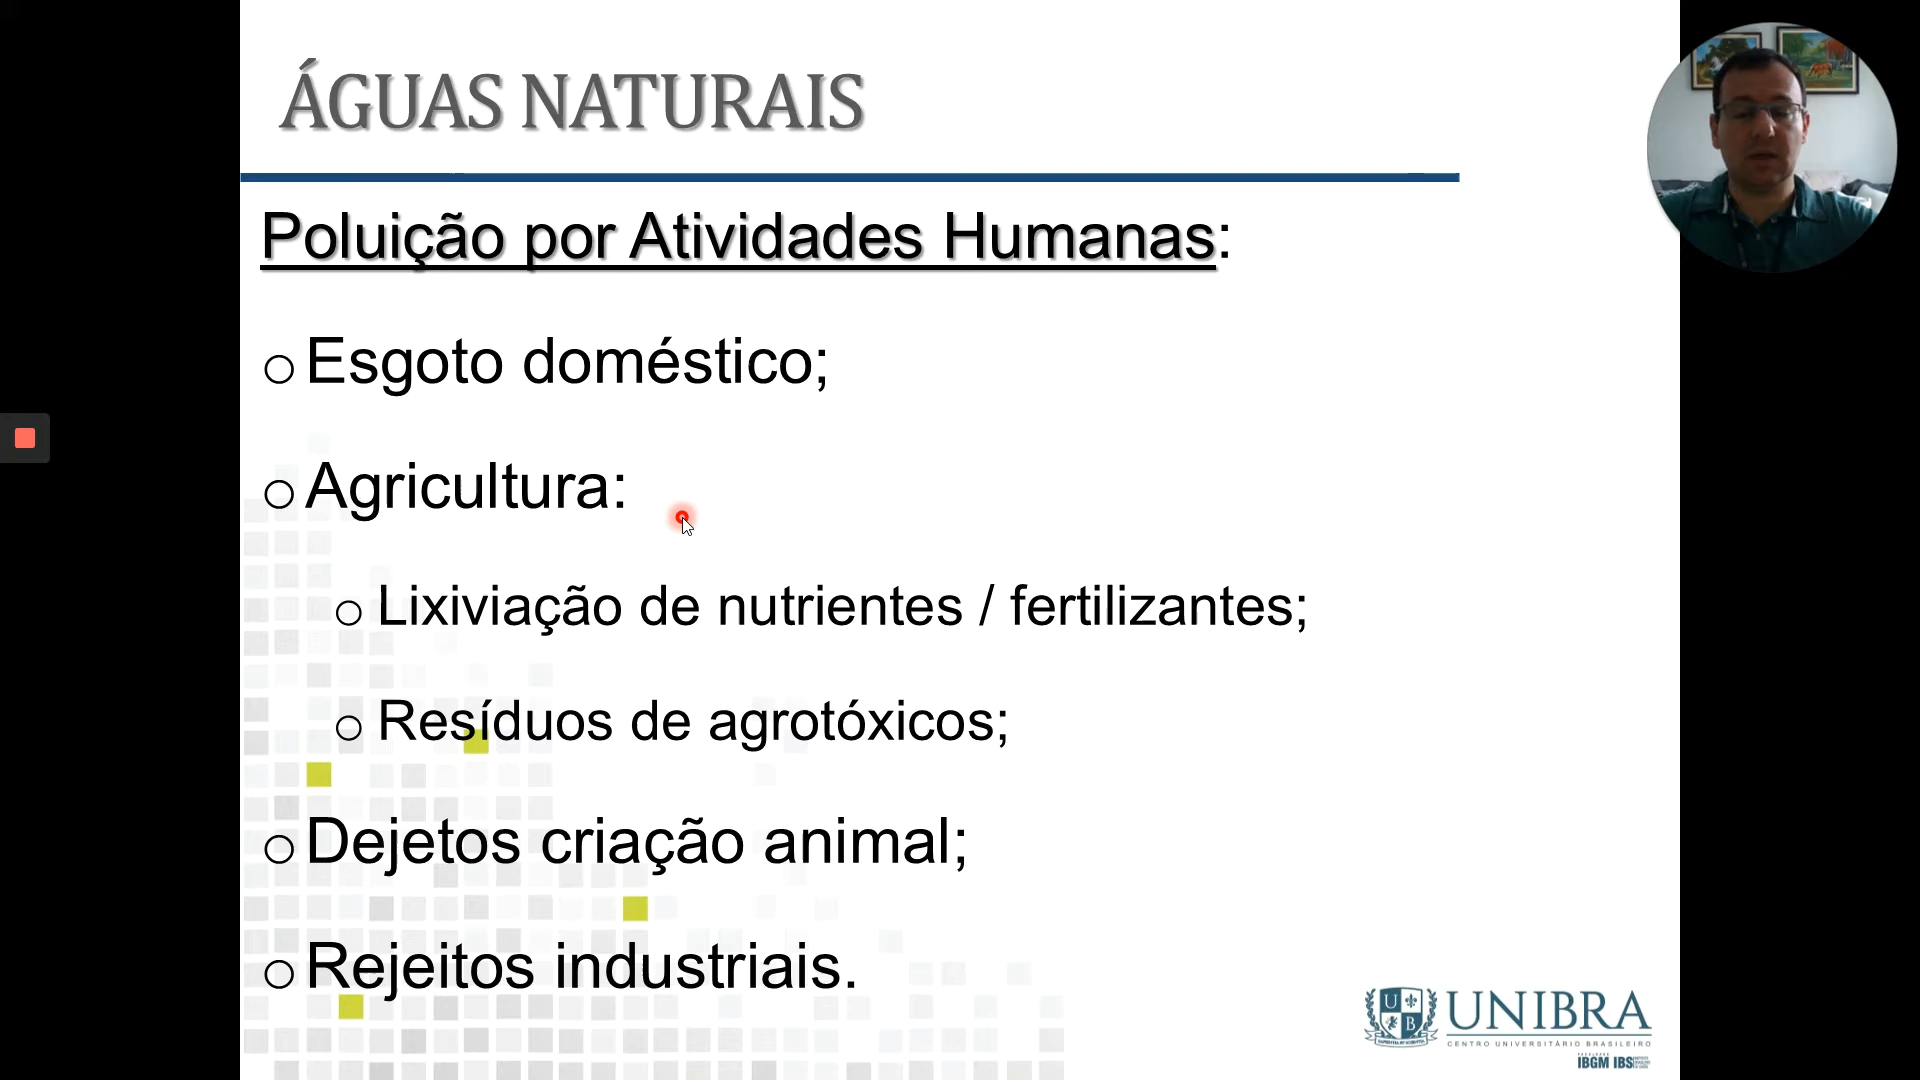 ÁGUAS NATURAIS
Poluição por Atividades Humanas:
o Esgoto doméstico;
o Agricultura:
o Lixiviação de nutrientes / fertilizantes;
o Resíduos de agrotóxicos;
o Dejetos criação animal;
o Rejeitos industriais.
U
B
UNIBRA
CENTRO UNIVERSITÁRIO BRASILEIRO
IBGM IBS